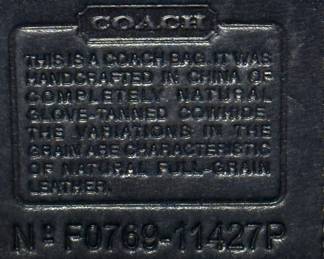 COACH
THIS IS A COACH BAG. IT WAS
HANDCRAFTED IN CHINA OF
COMPLETELY NATURAL
GLOVE-TANNED COWHIDE.
THE VARIATIONS IN THE
GRAIN ARE CHARACTERISTIC
OF NATURAL FULL-GRAIN
LEATHER.
Nº F0769-11427P